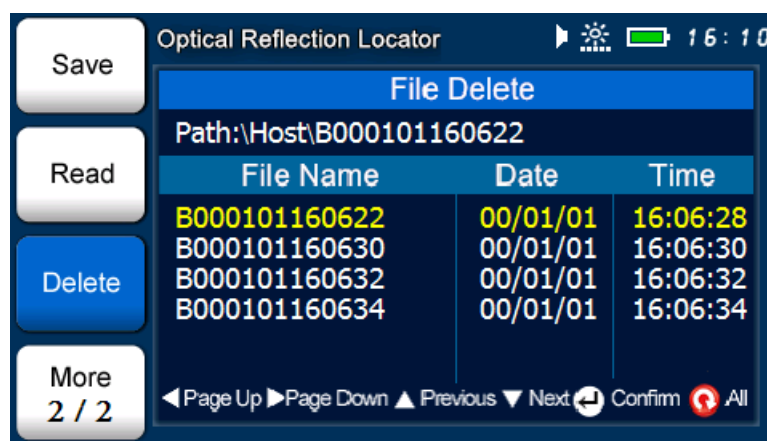 Save
Read
Delete
More
2 / 2
Optical Reflection Locator 16:10
File Delete
Path:\Host\B000101160622
File Name Date Time
B000101160622 00/01/01 16:06:28
B000101160630 00/01/01 16:06:30
B000101160632 00/01/01 16:06:32
B000101160634 00/01/01 16:06:34
◀Page Up ▶Page Down ▲ Previous ▼ Next Confirm All